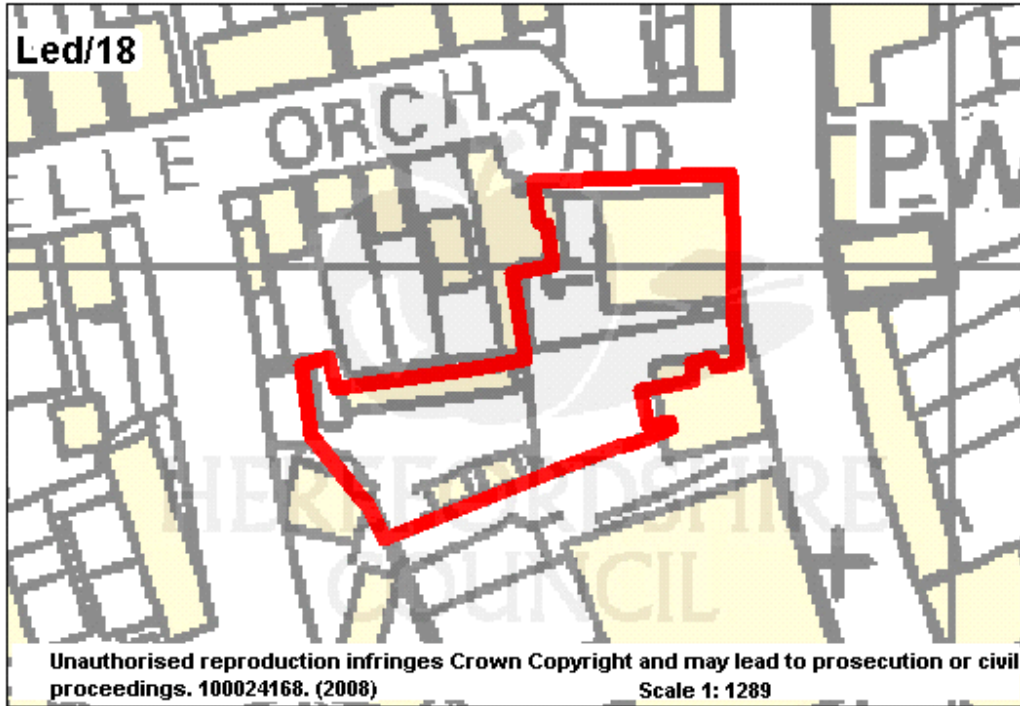 Led/18
ELLE ORCHARD
PW
HEREFORDSHIRE
COUNCIL
Unauthorised reproduction infringes Crown Copyright and may lead to prosecution or civil
proceedings. 100024168. (2008) Scale 1: 1289